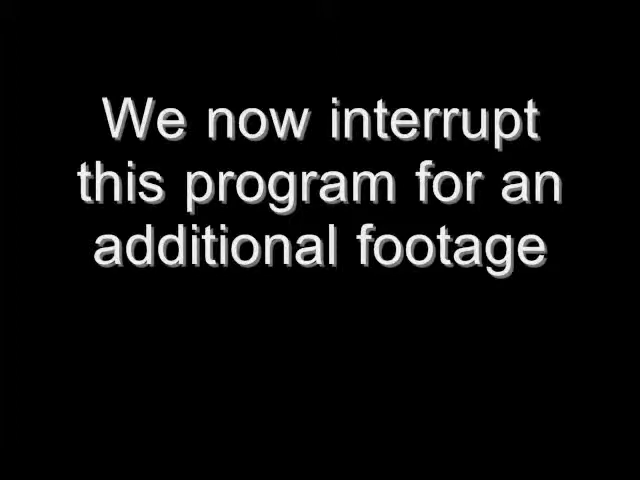 We now interrupt
this program for an
additional footage